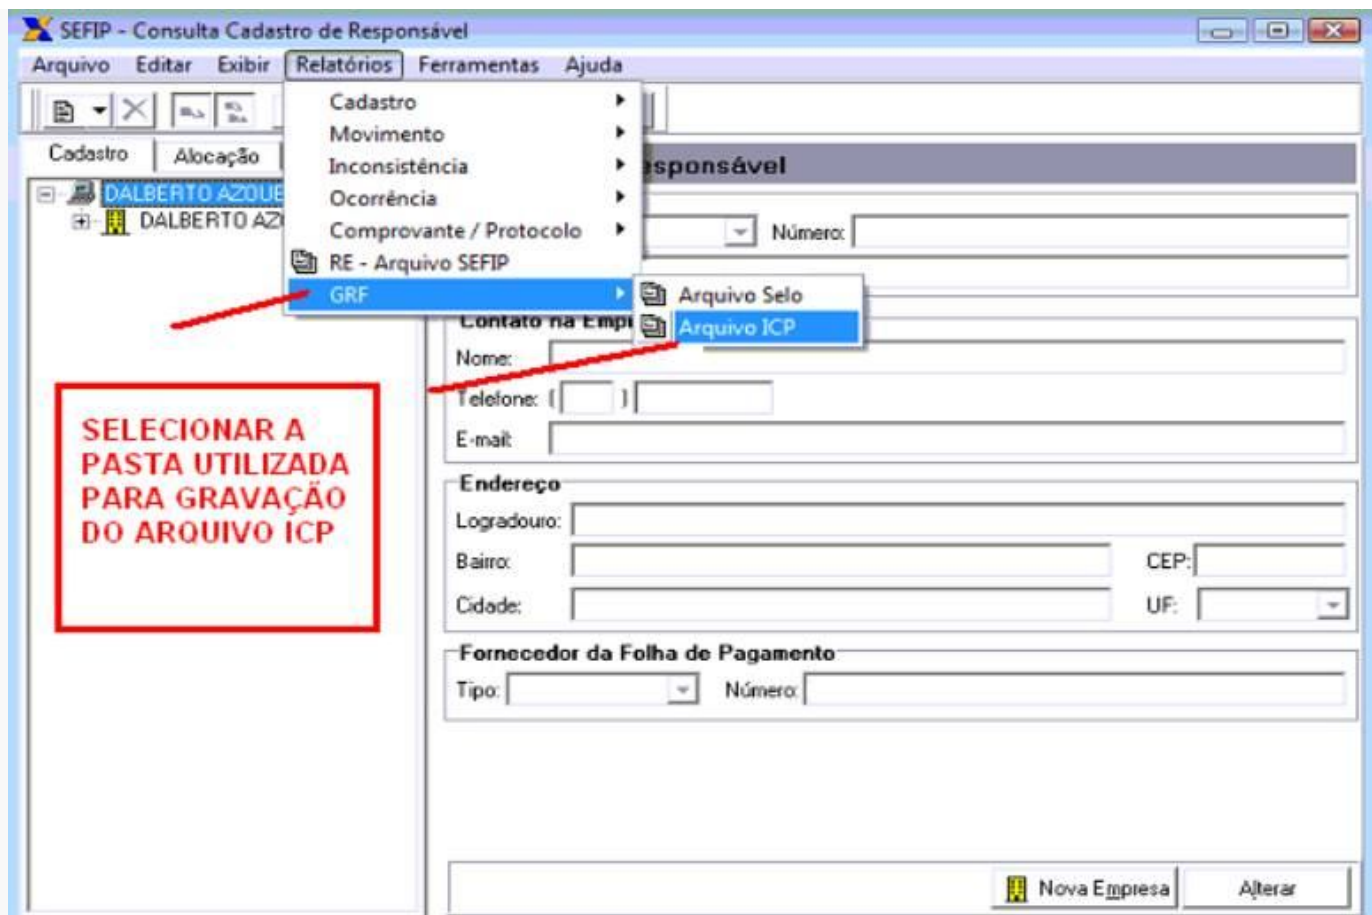 SEFIP - Consulta Cadastro de Responsável
Arquivo Editar Exibir Relatórios Ferramentas Ajuda
Cadastro
Movimento
Inconsistência
Ocorrência
Comprovante / Protocolo
RE - Arquivo SEFIP
GRF
Arquivo Selo
Arquivo ICP
Cadastro Alocação
DALBERTO AZOUE
DALBERTO AZ
SELECIONAR A
PASTA UTILIZADA
PARA GRAVAÇÃO
DO ARQUIVO ICP
esponsável
Número:
Contato na Empr
Nome:
Telefone: ( )
E-mail:
Endereço
Logradouro:
Bairro: CEP:
Cidade: UF:
Fornecedor da Folha de Pagamento
Tipo: Número:
Nova Empresa Alterar